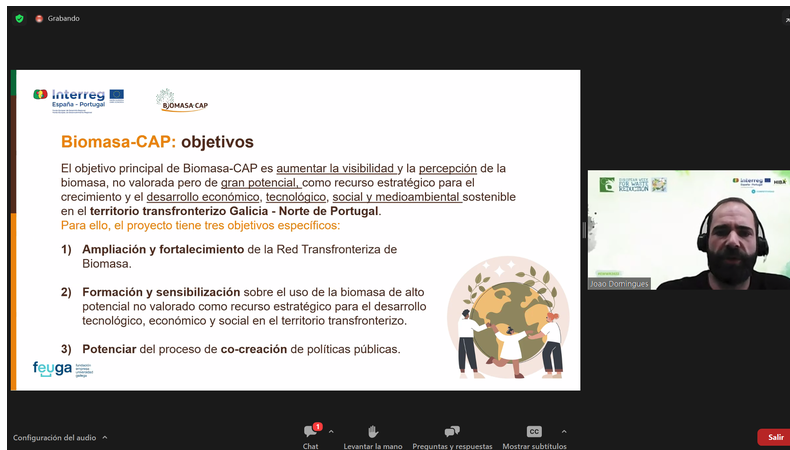 Grabando
Interreg
España - Portugal
BIOMASA·CAP
Biomasa-CAP: objetivos
El objetivo principal de Biomasa-CAP es aumentar la visibilidad y la percepción de la
biomasa, no valorada pero de gran potencial, como recurso estratégico para el
crecimiento y el desarrollo económico, tecnológico, social y medioambiental sostenible
en el territorio transfronterizo Galicia - Norte de Portugal.
Para ello, el proyecto tiene tres objetivos específicos:
1) Ampliación y fortalecimiento de la Red Transfronteriza de
Biomasa.
2) Formación y sensibilización sobre el uso de la biomasa de alto
potencial no valorado como recurso estratégico para el desarrollo
tecnológico, económico y social en el territorio transfronterizo.
3) Potenciar del proceso de co-creación de políticas públicas.
feuga
EUROPEAN WEEK
FOR WASTE
REDUCTION
Interreg
Joao Domingues
Configuración del audio
1
Chat
Levantar la mano
Preguntas y respuestas
CC
Mostrar subtítulos
Salir